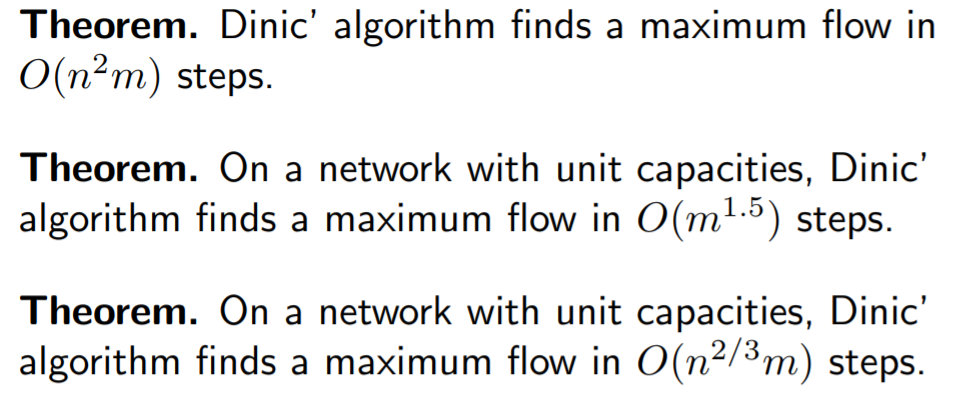 Theorem. Dinic' algorithm finds a maximum flow in
O(n²m) steps.
Theorem. On a network with unit capacities, Dinic'
algorithm finds a maximum flow in O(m^{1.5}) steps.
Theorem. On a network with unit capacities, Dinic'
algorithm finds a maximum flow in O(n^{2/3}m) steps.